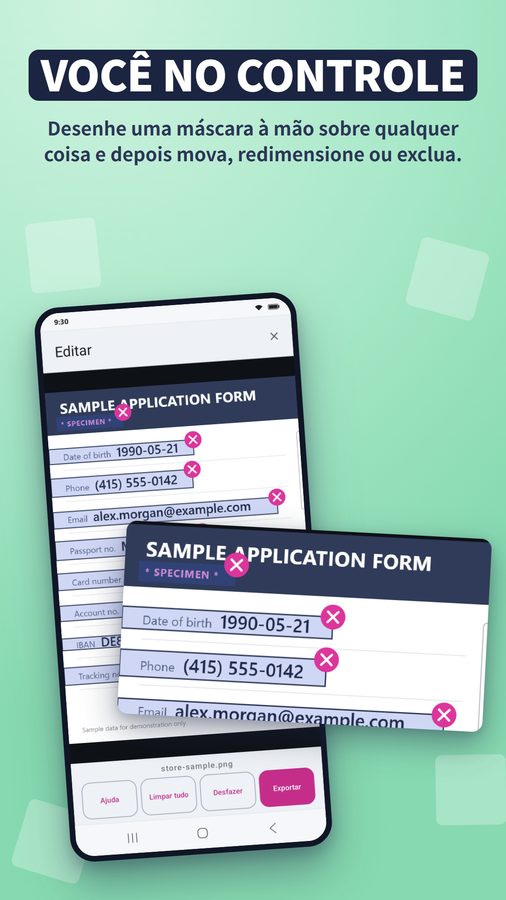 VOCÊ NO CONTROLE
Desenhe uma máscara à mão sobre qualquer
coisa e depois mova, redimensione ou exclua.
9:30
Editar
SAMPLE APPLICATION FORM
* SPECIMEN *
Date of birth 1990-05-21
Phone (415) 555-0142
Email alex.morgan@example.com
Passport no.
Card number
Account no.
IBAN DE8
Tracking
Sample data for demonstration only.
SAMPLE APPLICATION FORM
* SPECIMEN *
Date of birth 1990-05-21
Phone (415) 555-0142
Email alex.morgan@example.com
store-sample.png
Ajuda
Limpar tudo
Desfazer
Exportar